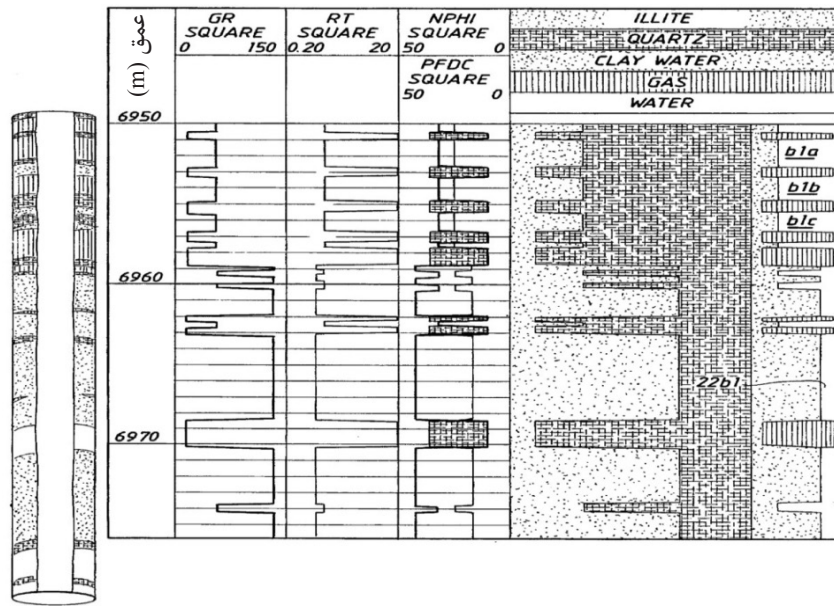 عمق (m)
GR
SQUARE
0 150
RT
SQUARE
0.20 20
NPHI
SQUARE
50 0
PFDC
SQUARE
50 0
ILLITE
QUARTZ
CLAY WATER
GAS
WATER
6950
b1a
b1b
b1c
6960
22b1
6970